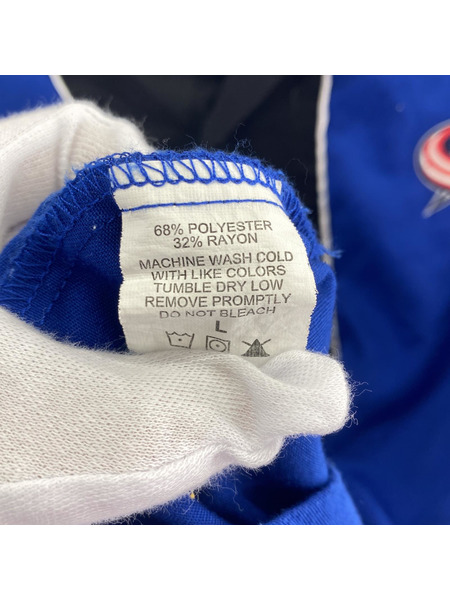 68% POLYESTER
32% RAYON
MACHINE WASH COLD
WITH LIKE COLORS
TUMBLE DRY LOW
REMOVE PROMPTLY
DO NOT BLEACH
L